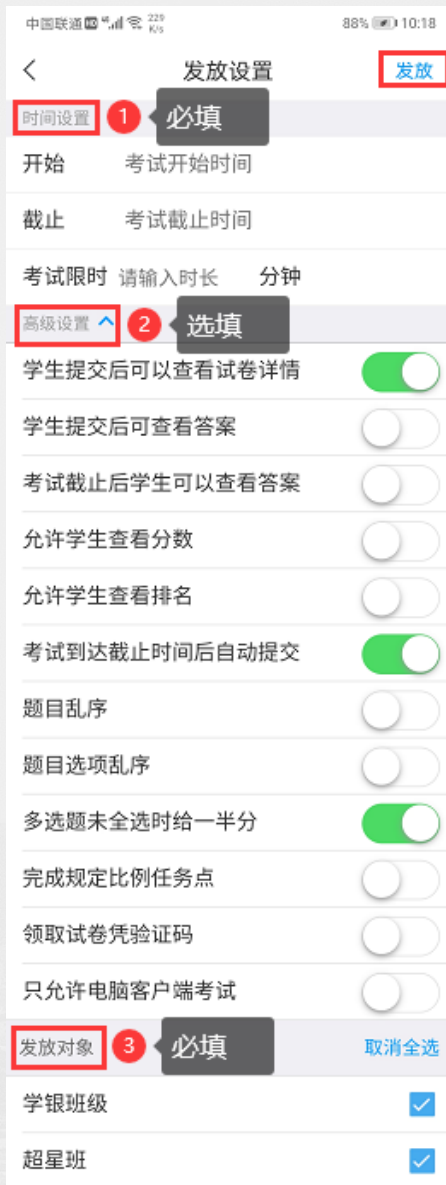 中国联通HD 4G 229 K/s 88% 10:18
发放设置 发放
时间设置 1 必填
开始 考试开始时间
截止 考试截止时间
考试限时 请输入时长 分钟
高级设置 2 选填
学生提交后可以查看试卷详情
学生提交后可查看答案
考试截止后学生可以查看答案
允许学生查看分数
允许学生查看排名
考试到达截止时间后自动提交
题目乱序
题目选项乱序
多选题未全选时给一半分
完成规定比例任务点
领取试卷凭验证码
只允许电脑客户端考试
发放对象 3 必填 取消全选
学银班级
超星班